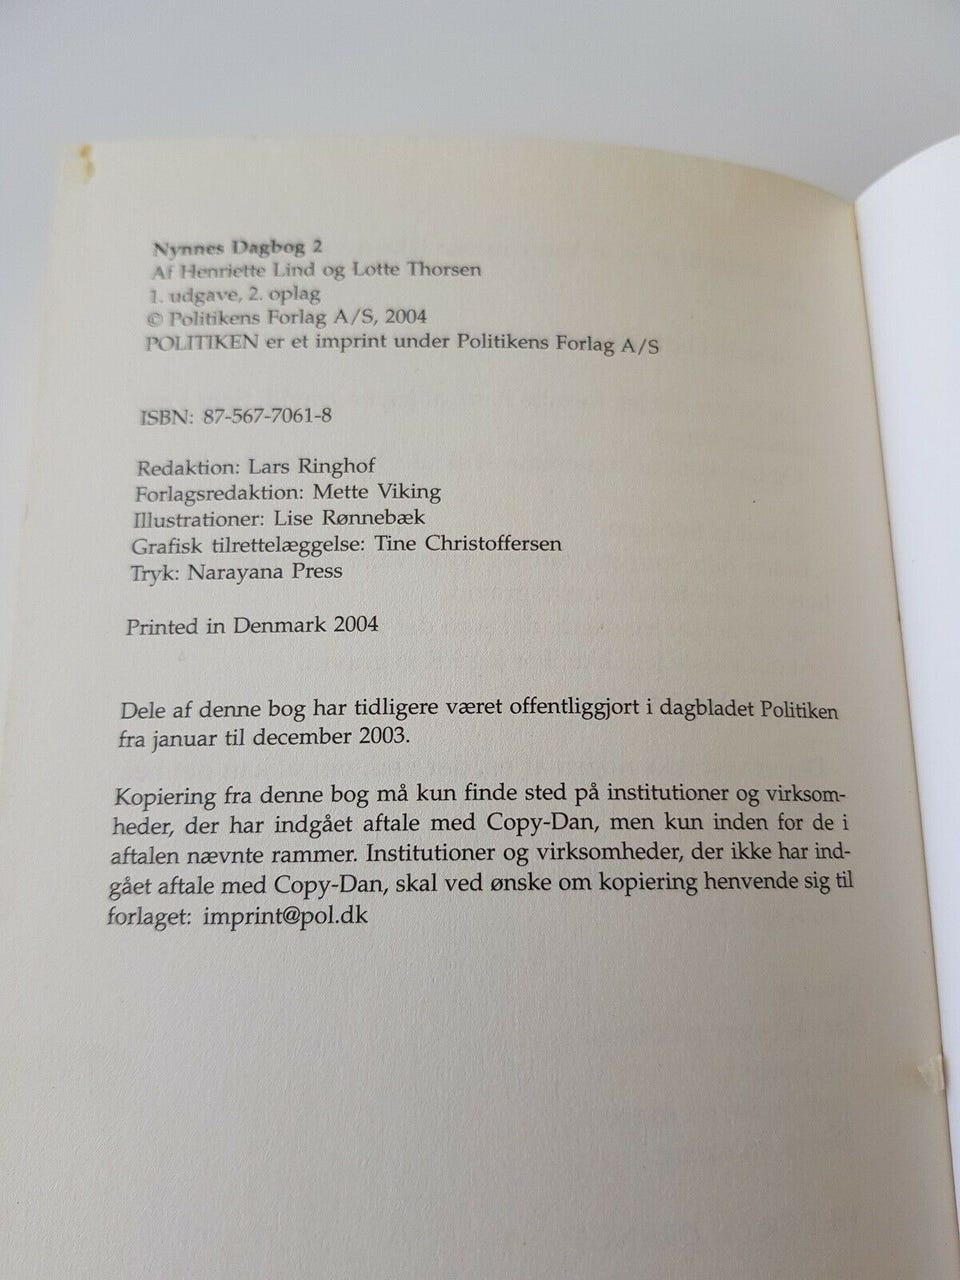 Nynnes Dagbog 2
Af Henriette Lind og Lotte Thorsen
1. udgave, 2. oplag
© Politikens Forlag A/S, 2004
POLITIKEN er et imprint under Politikens Forlag A/S
ISBN: 87-567-7061-8
Redaktion: Lars Ringhof
Forlagsredaktion: Mette Viking
Illustrationer: Lise Rønnebæk
Grafisk tilrettelæggelse: Tine Christoffersen
Tryk: Narayana Press
Printed in Denmark 2004
Dele af denne bog har tidligere været offentliggjort i dagbladet Politiken
fra januar til december 2003.
Kopiering fra denne bog må kun finde sted på institutioner og virksom-
heder, der har indgået aftale med Copy-Dan, men kun inden for de i
aftalen nævnte rammer. Institutioner og virksomheder, der ikke har ind-
gået aftale med Copy-Dan, skal ved ønske om kopiering henvende sig til
forlaget: imprint@pol.dk